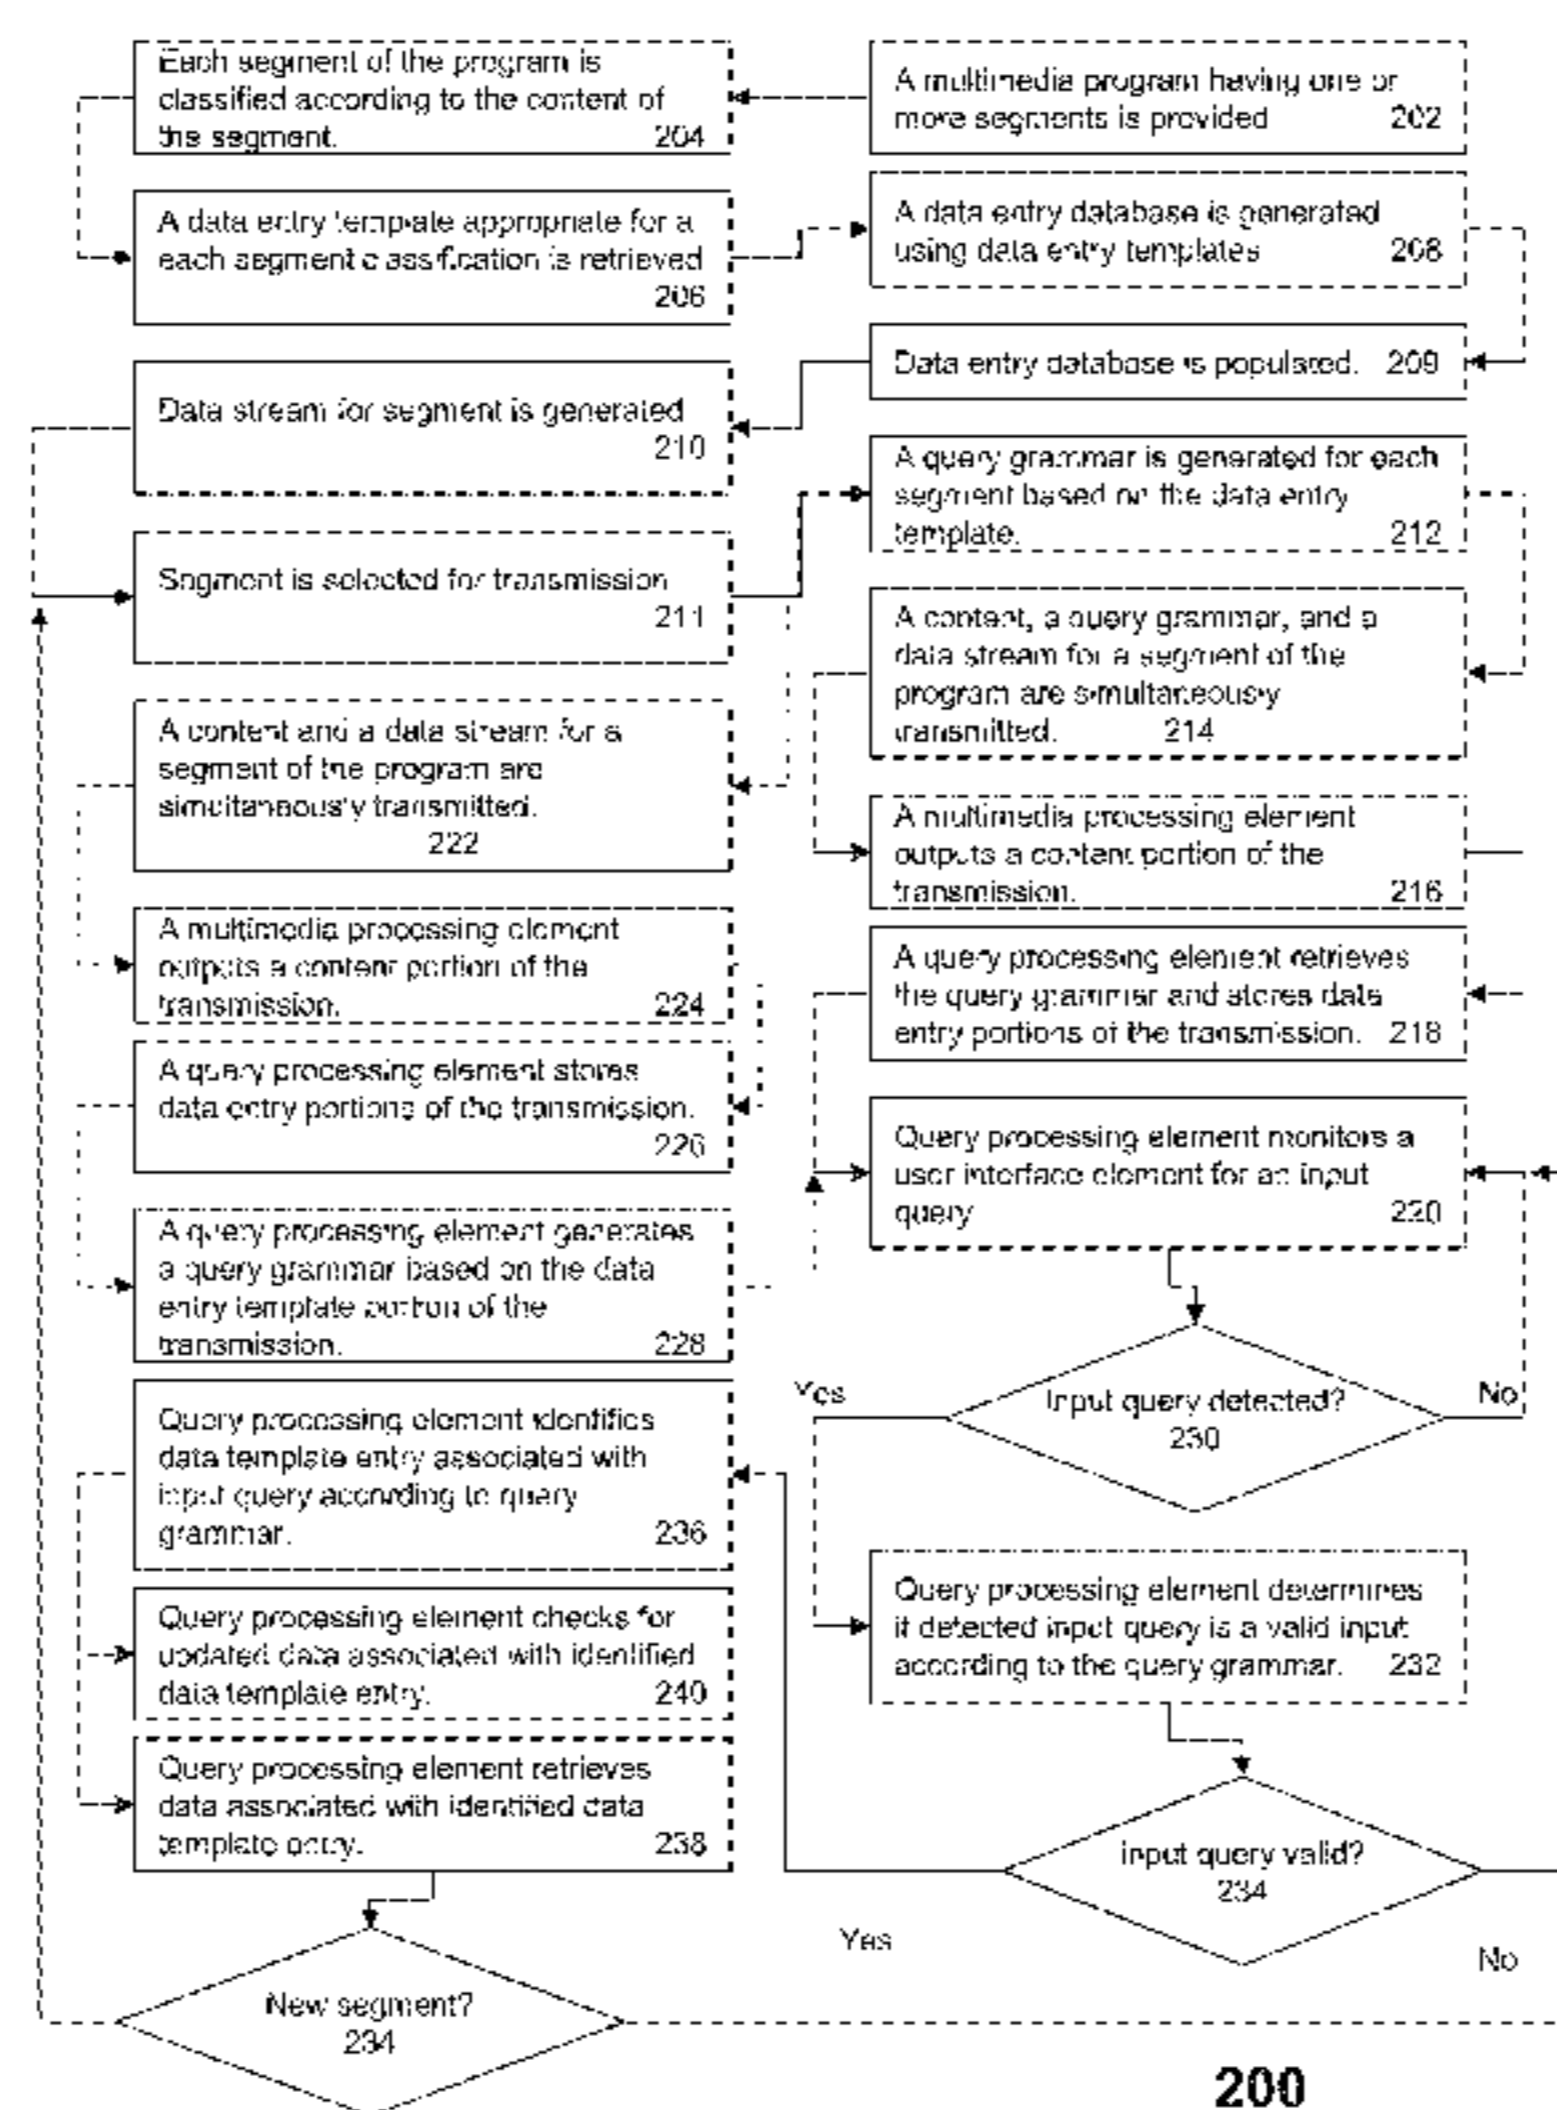 Each segment of the program is
classified according to the content of
the segment. 204
A multimedia program having one or
more segments is provided 202
A data entry template appropriate for a
each segment classification is retrieved
206
A data entry database is generated
using data entry templates 208
Data entry database is populated. 209
Data stream for segment is generated
210
A query grammar is generated for each
segment based on the data entry
template. 212
Segment is selected for transmission
211
A content, a query grammar, and a
data stream for a segment of the
program are simultaneously
transmitted. 214
A content and a data stream for a
segment of the program are
simultaneously transmitted.
222
A multimedia processing element
outputs a content portion of the
transmission. 216
A multimedia processing element
outputs a content portion of the
transmission. 224
A query processing element retrieves
the query grammar and stores data
entry portions of the transmission. 218
A query processing element stores
data entry portions of the transmission.
226
Query processing element monitors a
user interface element for an input
query 220
A query processing element generates
a query grammar based on the data
entry template portion of the
transmission. 228
Yes
Input query detected?
230
No
Query processing element identifies
data template entry associated with
input query according to query
grammar. 236
Query processing element determines
if detected input query is a valid input
according to the query grammar. 232
Query processing element checks for
updated data associated with identified
data template entry. 240
Query processing element retrieves
data associated with identified data
template entry. 238
input query valid?
234
Yes
No
New segment?
234
200